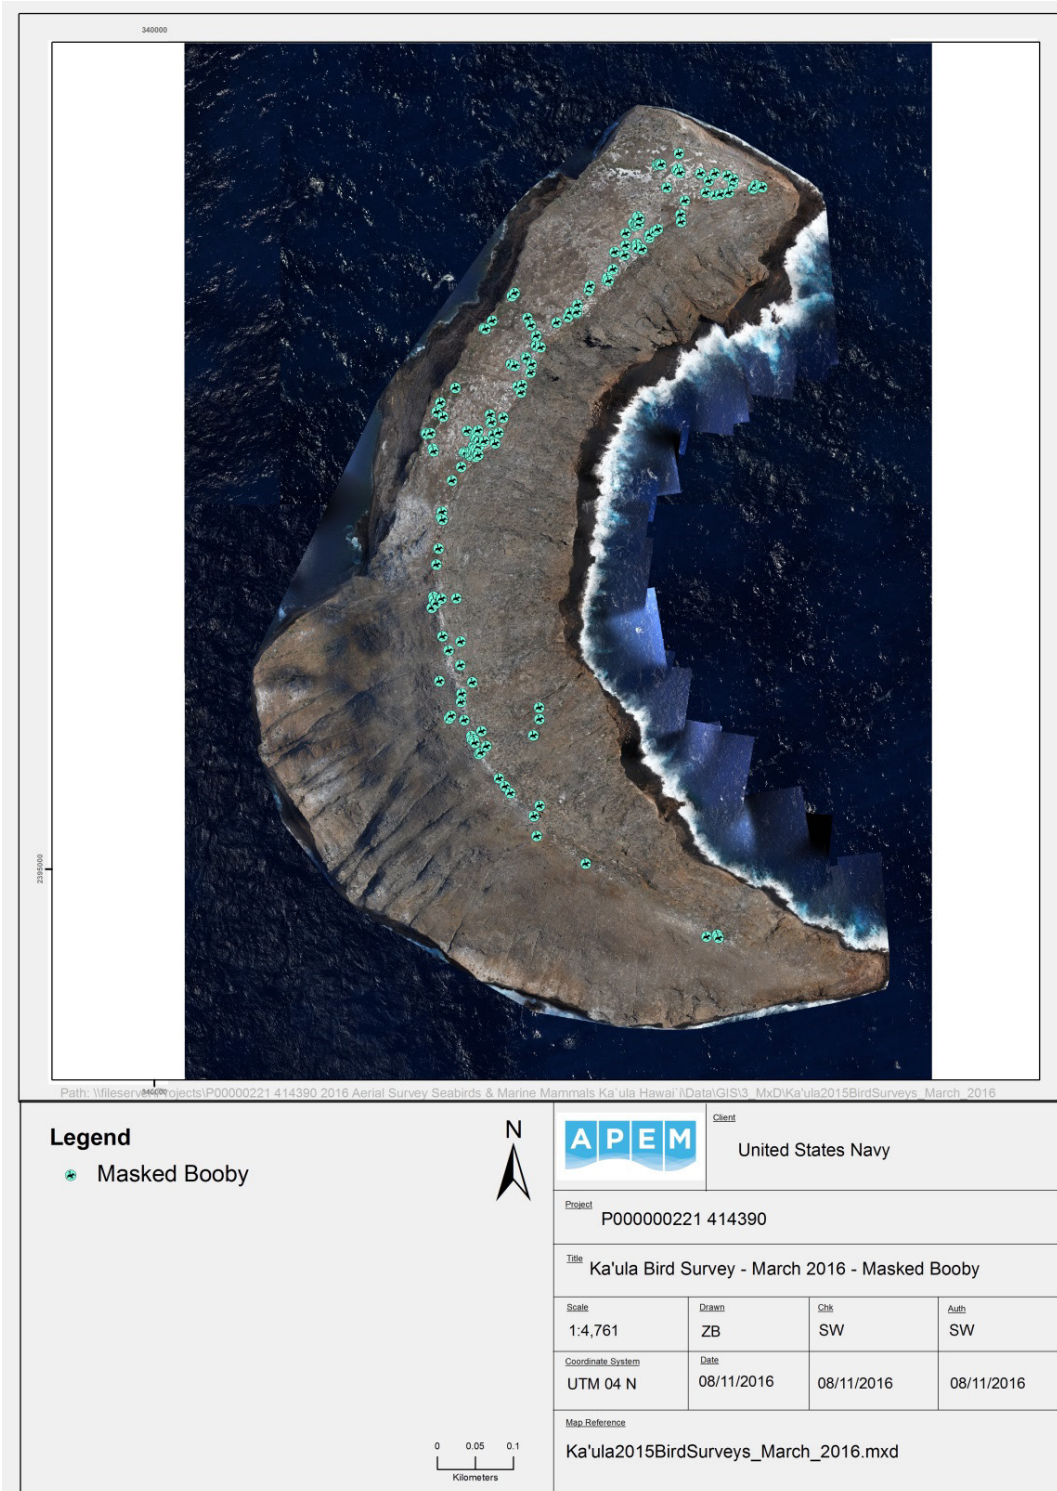 340000
2395000
340000
Path: \\fileserver\Projects\P00000221 414390 2016 Aerial Survey Seabirds & Marine Mammals Ka`ula Hawai`i\Data\GIS\3_MxD\Ka'ula2015BirdSurveys_March_2016
Legend
Masked Booby
N
0 0.05 0.1
Kilometers
APEM
Client
United States Navy
Project
P000000221 414390
Title
Ka'ula Bird Survey - March 2016 - Masked Booby
Scale Drawn Chk Auth
1:4,761 ZB SW SW
Coordinate System Date
UTM 04 N 08/11/2016 08/11/2016 08/11/2016
Map Reference
Ka'ula2015BirdSurveys_March_2016.mxd